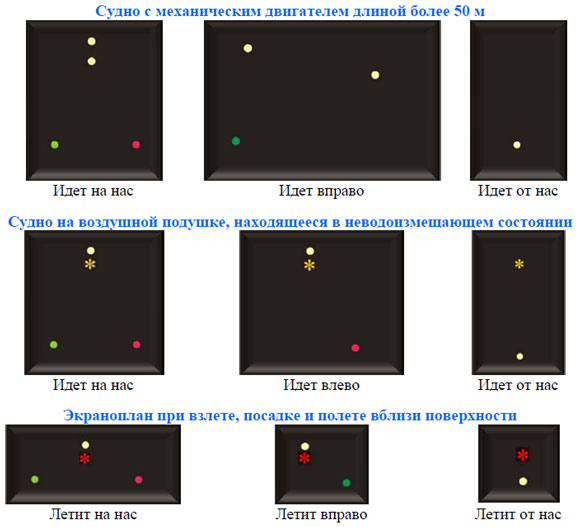 Судно с механическим двигателем длиной более 50 м
Идет на нас Идет вправо Идет от нас
Судно на воздушной подушке, находящееся в неводоизмещающем состоянии
Идет на нас Идет влево Идет от нас
Экраноплан при взлете, посадке и полете вблизи поверхности
Летит на нас Летит вправо Летит от нас